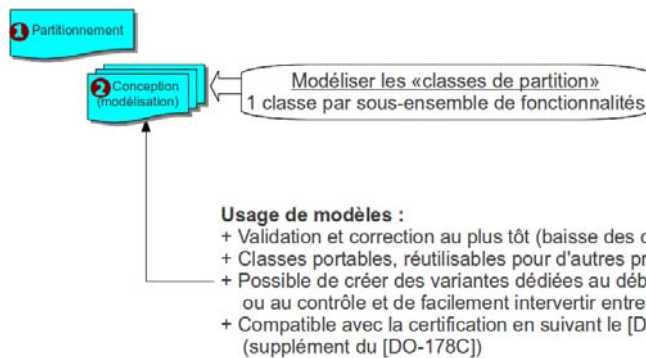 1 Partitionnement
2 Conception
(modélisation)
Modéliser les «classes de partition»
1 classe par sous-ensemble de fonctionnalités
Usage de modèles :
+ Validation et correction au plus tôt (baisse des
+ Classes portables, réutilisables pour d'autres
+ Possible de créer des variantes dédiées au
ou au contrôle et de facilement intervertir
+ Compatible avec la certification en suivant le
(supplément du [DO-178C])